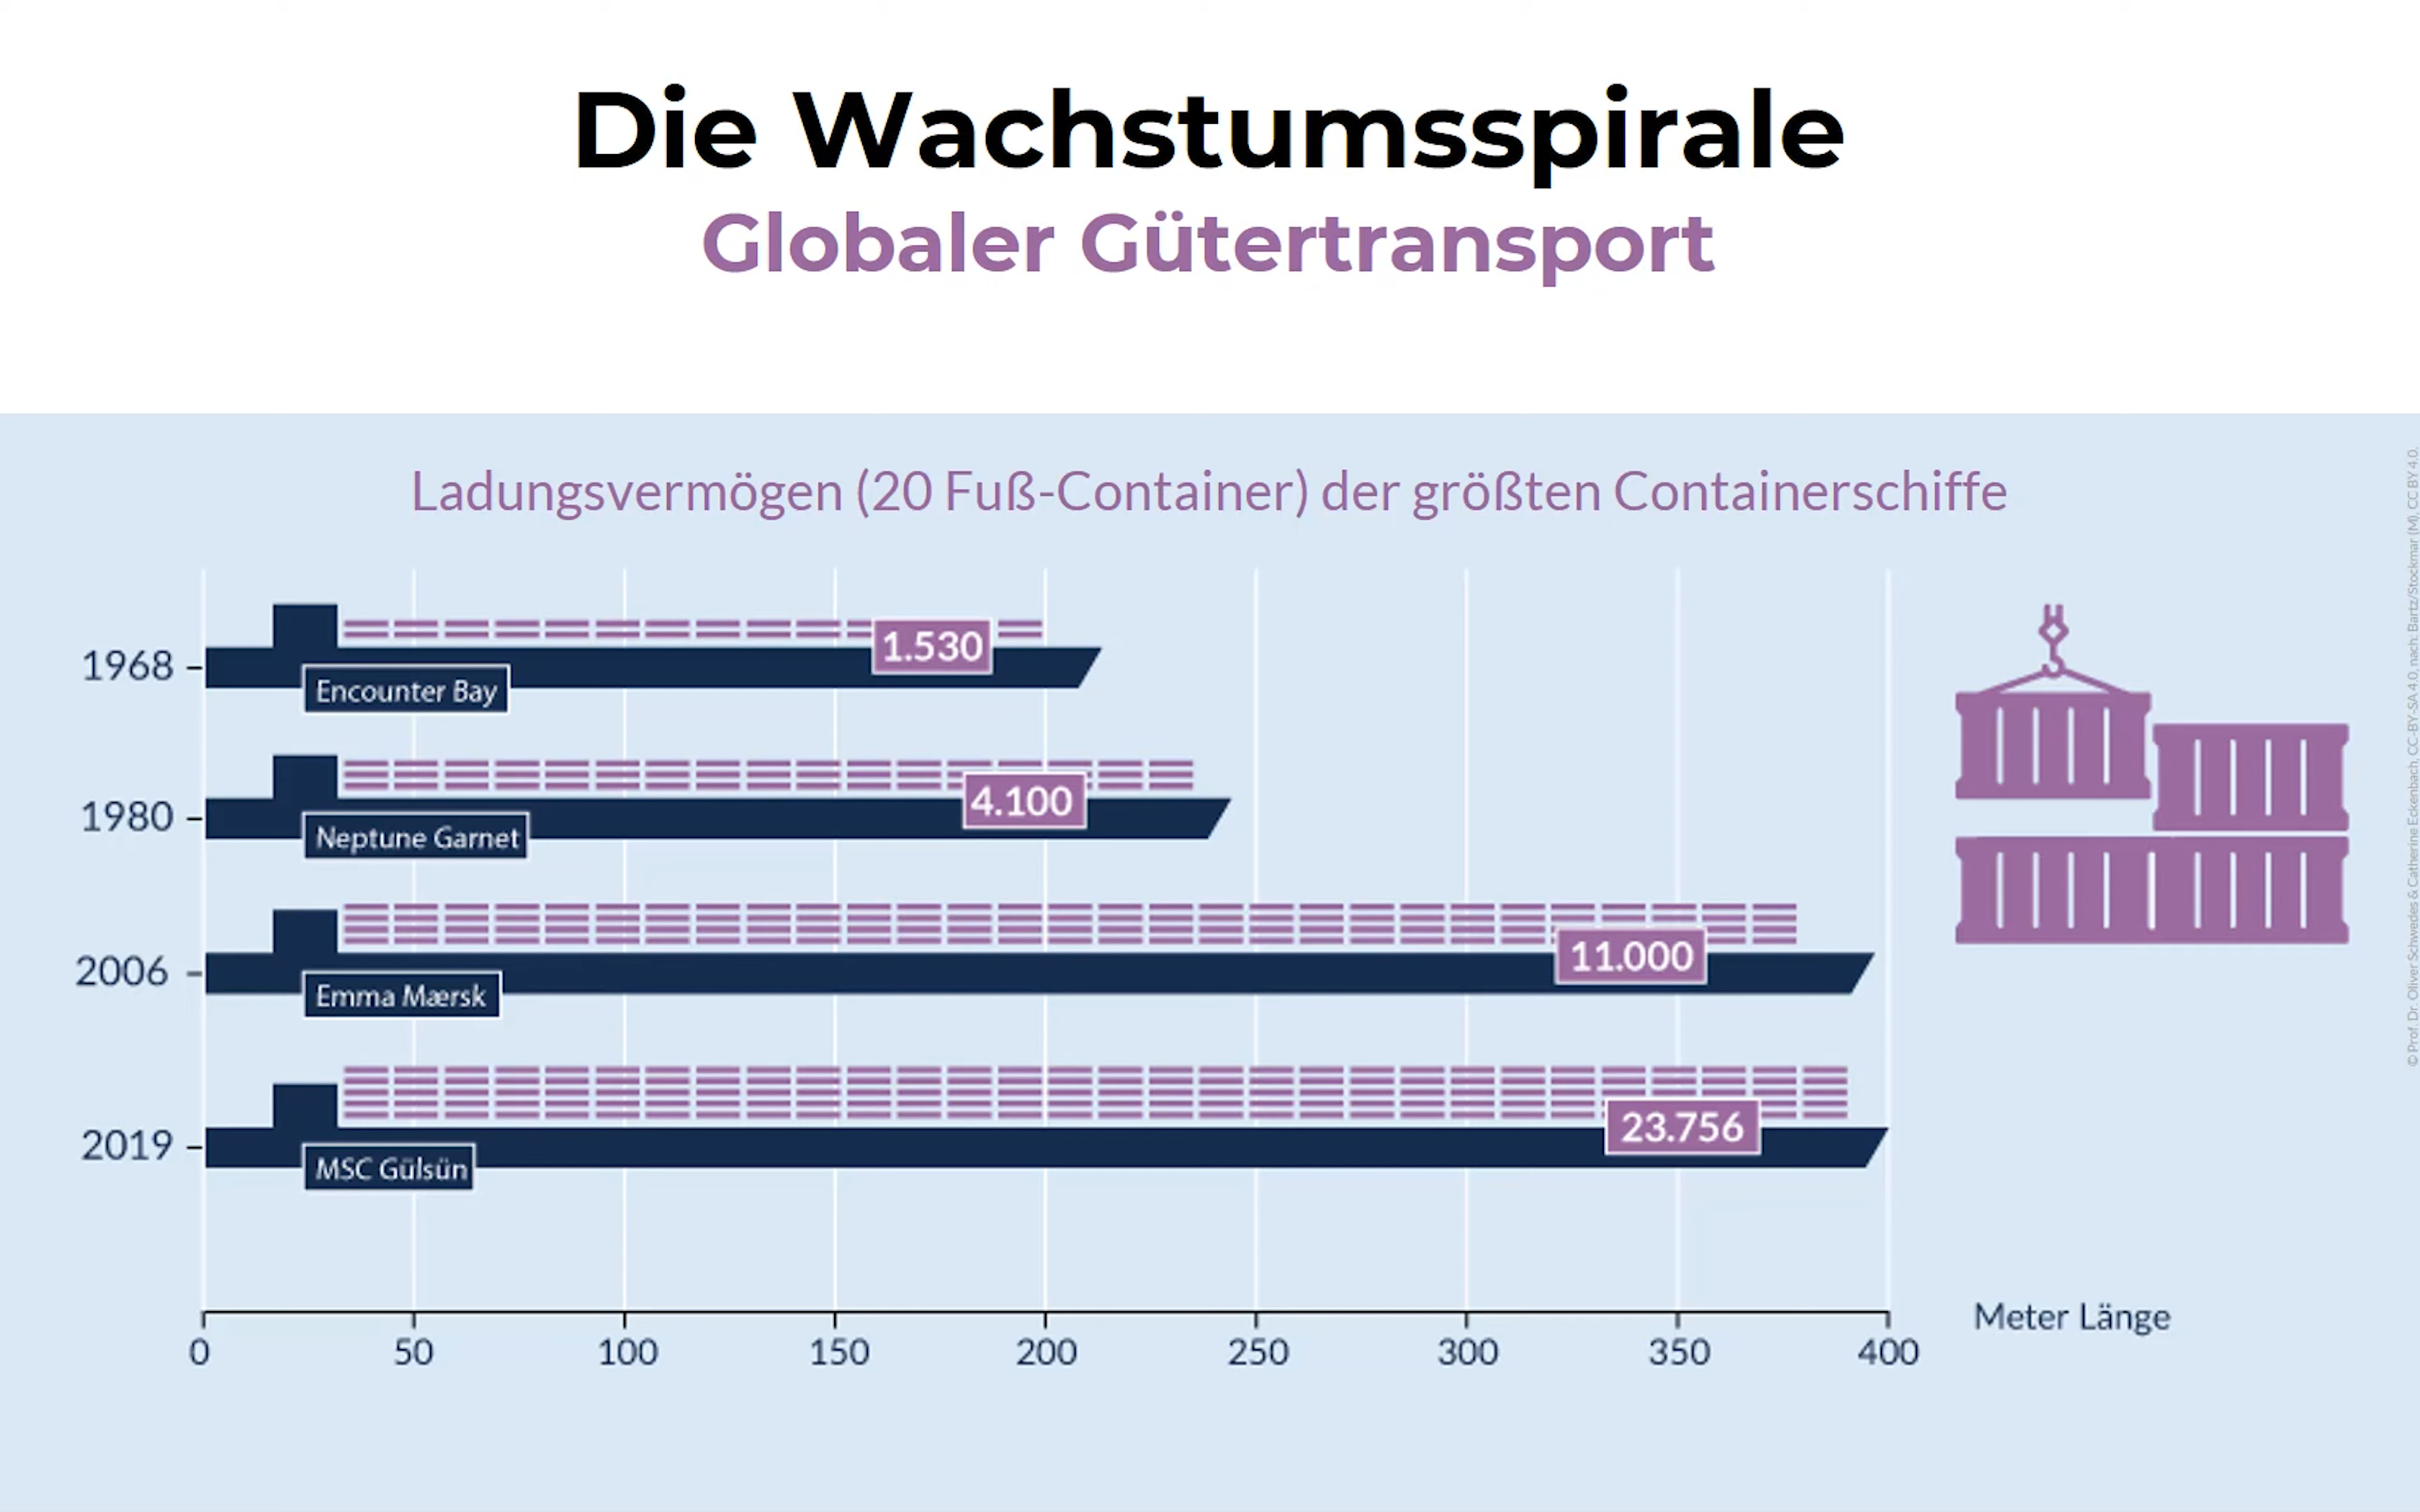 Die Wachstumsspirale
Globaler Gütertransport
Ladungsvermögen (20 Fuß-Container) der größten Containerschiffe
1968
1.530
Encounter Bay
1980
4.100
Neptune Garnet
2006
11.000
Emma Mærsk
2019
23.756
MSC Gülsün
0 50 100 150 200 250 300 350 400
Meter Länge
© Prof. Dr. Oliver Schwedes & Catherine Eckenbach, CC-BY-SA 4.0, nach: Bartz/Stockmar (M), CC BY 4.0.